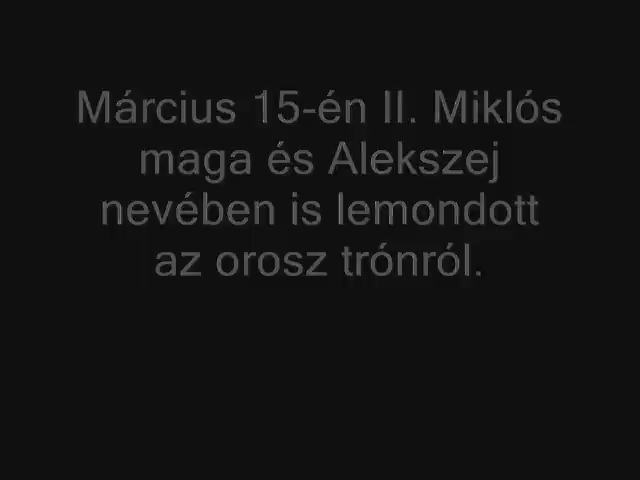 Március 15-én II. Miklós
maga és Alekszej
nevében is lemondott
az orosz trónról.